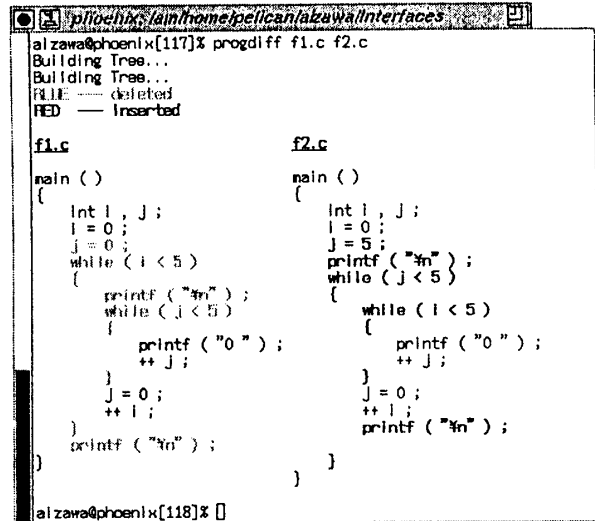 phoenix: /ain/home/pelican/aizawa/interfaces
aizawa@phoenix[117]% progdiff f1.c f2.c
Building Tree...
Building Tree...
BLUE ---- deleted
RED — Inserted
f1.c
main ( )
{
int i , j ;
i = 0 ;
j = 0 ;
while ( i < 5 )
{
printf ( "¥n" ) ;
while ( j < 5 )
{
printf ( "0 " ) ;
++ j ;
}
j = 0 ;
++ i ;
}
printf ( "¥n" ) ;
}
f2.c
main ( )
{
int i , j ;
i = 0 ;
j = 5 ;
printf ( "¥n" ) ;
while ( j < 5 )
{
while ( i < 5 )
{
printf ( "0 " ) ;
++ j ;
}
j = 0 ;
++ i ;
printf ( "¥n" ) ;
}
}
aizawa@phoenix[118]%